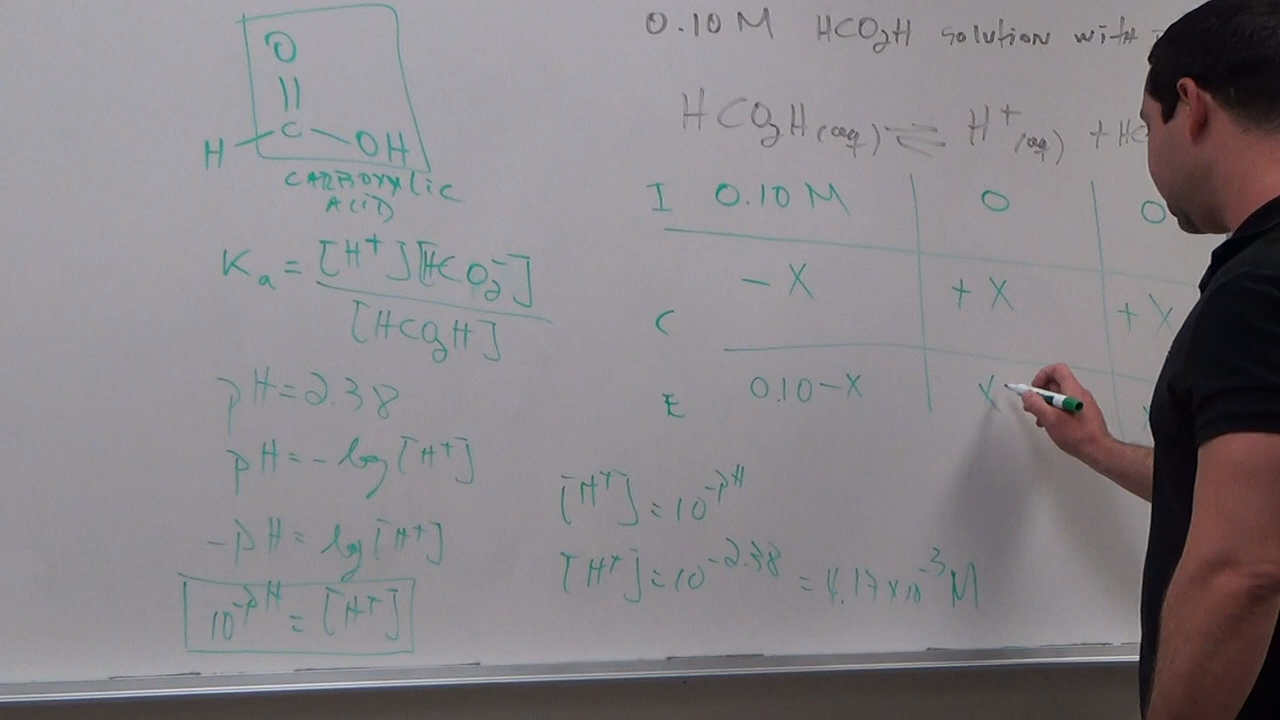 O
||
H C OH
CARBOXYLIC
ACID
Ka = [H⁺][HCO₂⁻]
[HCO₂H]
pH = 2.38
pH = - log [H⁺]
-pH = log [H⁺]
10⁻ᵖᴴ = [H⁺]
0.10 M HCO₂H solution with
HCO₂H (aq) ⇌ H⁺ (aq) + HC
I 0.10 M 0 0
C - X + X + X
E 0.10 - X X
[H⁺] = 10⁻ᵖᴴ
[H⁺] = 10⁻²·³⁸ = 4.17 x 10⁻³ M